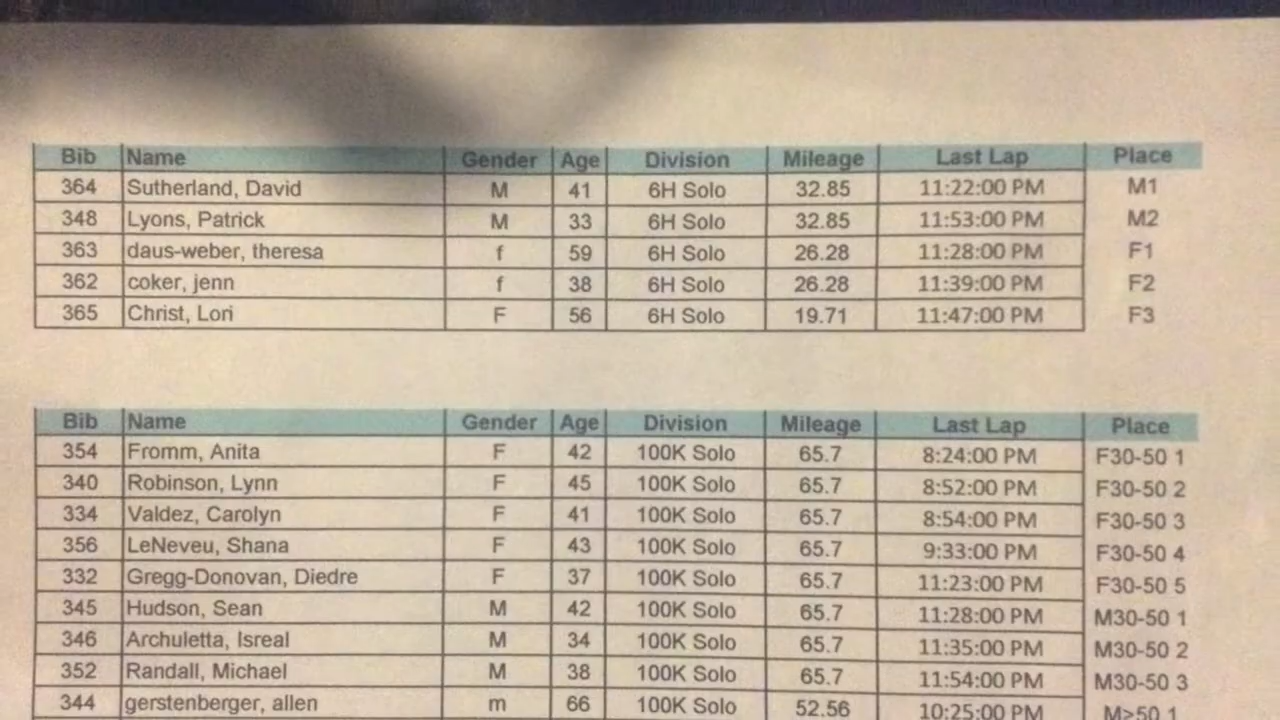 Bib Name Gender Age Division Mileage Last Lap Place
364 Sutherland, David M 41 6H Solo 32.85 11:22:00 PM M1
348 Lyons, Patrick M 33 6H Solo 32.85 11:53:00 PM M2
363 daus-weber, theresa f 59 6H Solo 26.28 11:28:00 PM F1
362 coker, jenn f 38 6H Solo 26.28 11:39:00 PM F2
365 Christ, Lori F 56 6H Solo 19.71 11:47:00 PM F3
Bib Name Gender Age Division Mileage Last Lap Place
354 Fromm, Anita F 42 100K Solo 65.7 8:24:00 PM F30-50 1
340 Robinson, Lynn F 45 100K Solo 65.7 8:52:00 PM F30-50 2
334 Valdez, Carolyn F 41 100K Solo 65.7 8:54:00 PM F30-50 3
356 LeNeveu, Shana F 43 100K Solo 65.7 9:33:00 PM F30-50 4
332 Gregg-Donovan, Diedre F 37 100K Solo 65.7 11:23:00 PM F30-50 5
345 Hudson, Sean M 42 100K Solo 65.7 11:28:00 PM M30-50 1
346 Archuletta, Isreal M 34 100K Solo 65.7 11:35:00 PM M30-50 2
352 Randall, Michael M 38 100K Solo 65.7 11:54:00 PM M30-50 3
344 gerstenberger, allen m 66 100K Solo 52.56 10:25:00 PM M>50 1